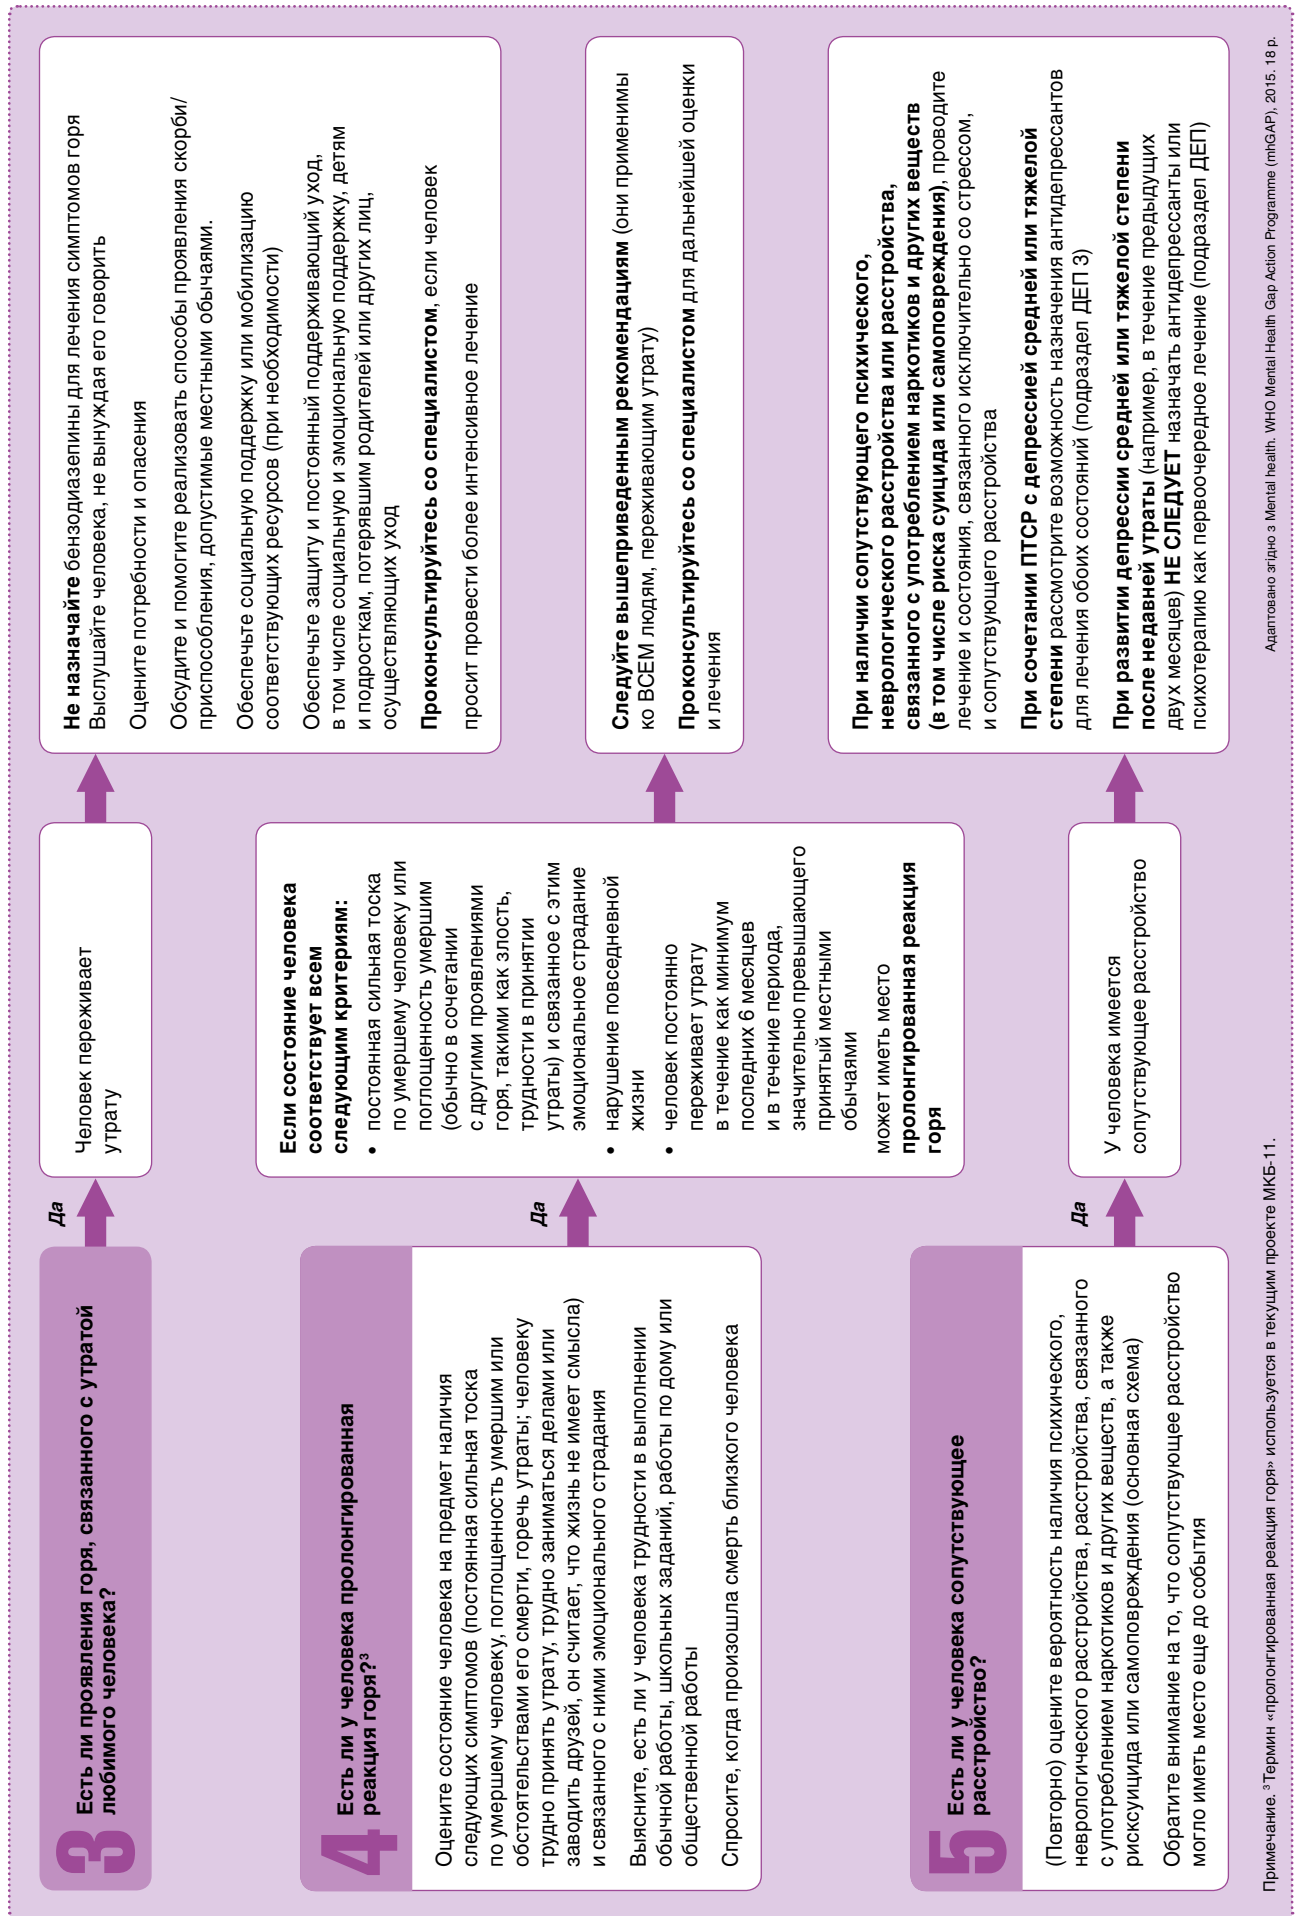 3
Есть ли проявления горя, связанного с утратой
любимого человека?
Да
Человек переживает
утрату
Не назначайте бензодиазепины для лечения симптомов горя
Выслушайте человека, не вынуждая его говорить
Оцените потребности и опасения
Обсудите и помогите реализовать способы проявления скорби/
приспособления, допустимые местными обычаями.
Обеспечьте социальную поддержку или мобилизацию
соответствующих ресурсов (при необходимости)
Обеспечьте защиту и постоянный поддерживающий уход,
в том числе социальную и эмоциональную поддержку, детям
и подросткам, потерявшим родителей или других лиц,
осуществляющих уход
Проконсультируйтесь со специалистом, если человек
просит провести более интенсивное лечение
4
Есть ли у человека пролонгированная
реакция горя?³
Оцените состояние человека на предмет наличия
следующих симптомов (постоянная сильная тоска
по умершему человеку, поглощенность умершим или
обстоятельствами его смерти, горечь утраты; человеку
трудно принять утрату, трудно заниматься делами или
заводить друзей, он считает, что жизнь не имеет смысла)
и связанного с ними эмоционального страдания
Выясните, есть ли у человека трудности в выполнении
обычной работы, школьных заданий, работы по дому или
общественной работы
Спросите, когда произошла смерть близкого человека
Да
Если состояние человека
соответствует всем
следующим критериям:
• постоянная сильная тоска
по умершему человеку или
поглощенность умершим
(обычно в сочетании
с другими проявлениями
горя, такими как злость,
трудности в принятии
утраты) и связанное с этим
эмоциональное страдание
• нарушение повседневной
жизни
• человек постоянно
переживает утрату
в течение как минимум
последних 6 месяцев
и в течение периода,
значительно превышающего
принятый местными
обычаями
может иметь место
пролонгированная реакция
горя
Следуйте вышеприведенным рекомендациям (они применимы
ко ВСЕМ людям, переживающим утрату)
Проконсультируйтесь со специалистом для дальнейшей оценки
и лечения
5
Есть ли у человека сопутствующее
расстройство?
(Повторно) оцените вероятность наличия психического,
неврологического расстройства, расстройства, связанного
с употреблением наркотиков и других веществ, а также
рисксуицида или самоповреждения (основная схема)
Обратите внимание на то, что сопутствующее расстройство
могло иметь место еще до события
Да
У человека имеется
сопутствующее расстройство
При наличии сопутствующего психического,
неврологического расстройства или расстройства,
связанного с употреблением наркотиков и других веществ
(в том числе риска суицида или самоповреждения), проводите
лечение и состояния, связанного исключительно со стрессом,
и сопутствующего расстройства
При сочетании ПТСР с депрессией средней или тяжелой
степени рассмотрите возможность назначения антидепрессантов
для лечения обоих состояний (подраздел ДЕП 3)
При развитии депрессии средней или тяжелой степени
после недавней утраты (например, в течение предыдущих
двух месяцев) НЕ СЛЕДУЕТ назначать антидепрессанты или
психотерапию как первоочередное лечение (подраздел ДЕП)
Примечание. ³ Термин «пролонгированная реакция горя» используется в текущим проекте МКБ-11.
Адаптовано згідно з Mental health. WHO Mental Health Gap Action Programme (mhGAP), 2015. 18 p.